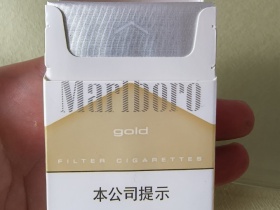 Marlboro
gold
FILTER CIGARETTES
本公司提示